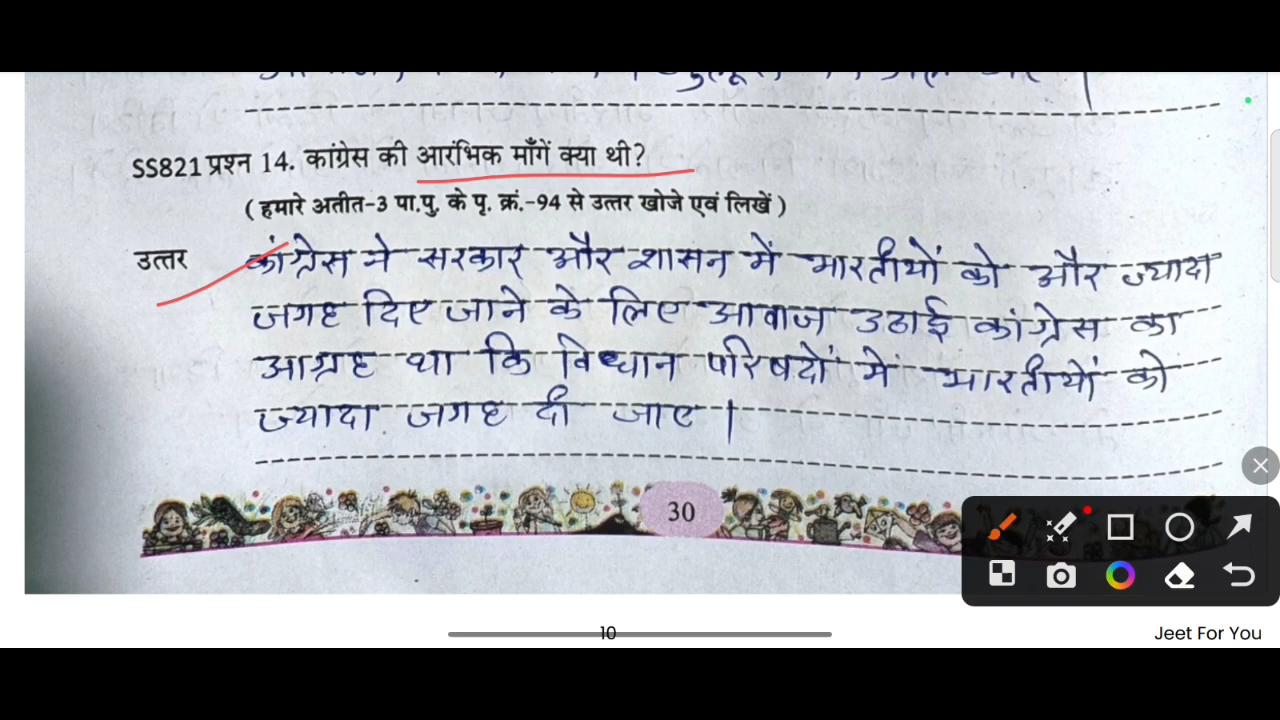 SS821 प्रश्न 14. कांग्रेस की आरंभिक माँगें क्या थी?
( हमारे अतीत-3 पा.पु. के पृ. क्रं.-94 से उत्तर खोजे एवं लिखें )
उत्तर कांग्रेस ने सरकार और शासन में भारतीयों को और ज्यादा
जगह दिए जाने के लिए आवाज उठाई कांग्रेस का
आग्रह था कि विधान परिषदों में भारतीयों को
ज्यादा जगह दी जाए |
30
10
Jeet For You